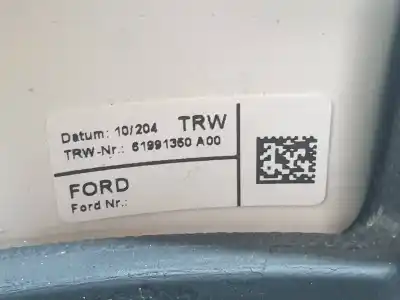 Datum: 10/204 TRW
TRW-Nr.: 61991350 A00
FORD
Ford Nr.: